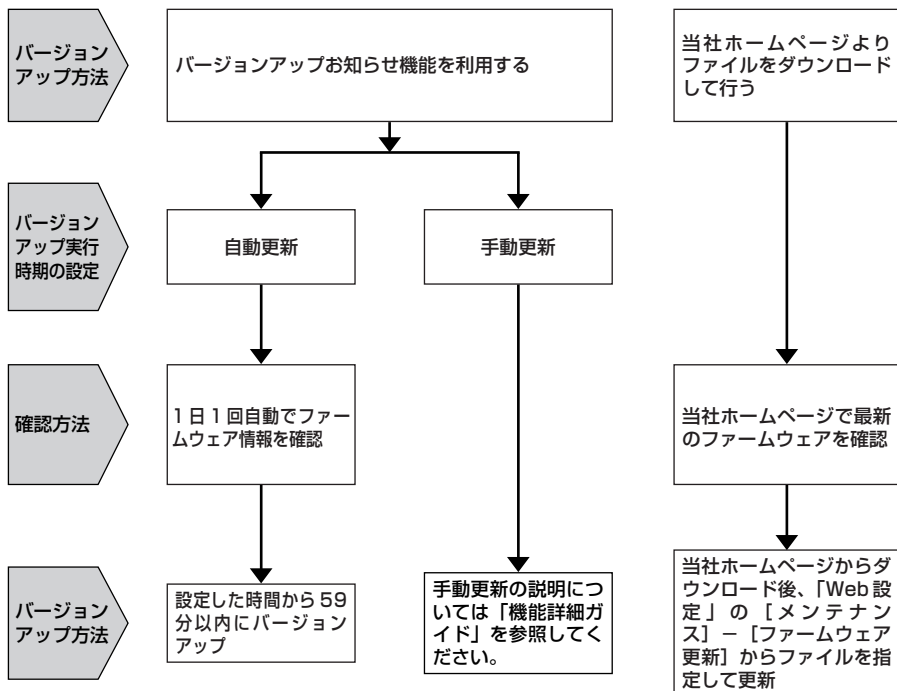 バージョン
アップ方法
バージョンアップお知らせ機能を利用する
当社ホームページより
ファイルをダウンロード
して行う
バージョン
アップ実行
時期の設定
自動更新
手動更新
確認方法
1日1回自動でファー
ムウェア情報を確認
当社ホームページで最新
のファームウェアを確認
バージョン
アップ方法
設定した時間から59
分以内にバージョン
アップ
手動更新の説明につい
ては「機能詳細ガ
イド」を参照してく
ださい。
当社ホームページからダ
ウンロード後、「Web設
定」の［メンテナン
ス］－［ファームウェア
更新］からファイルを指
定して更新